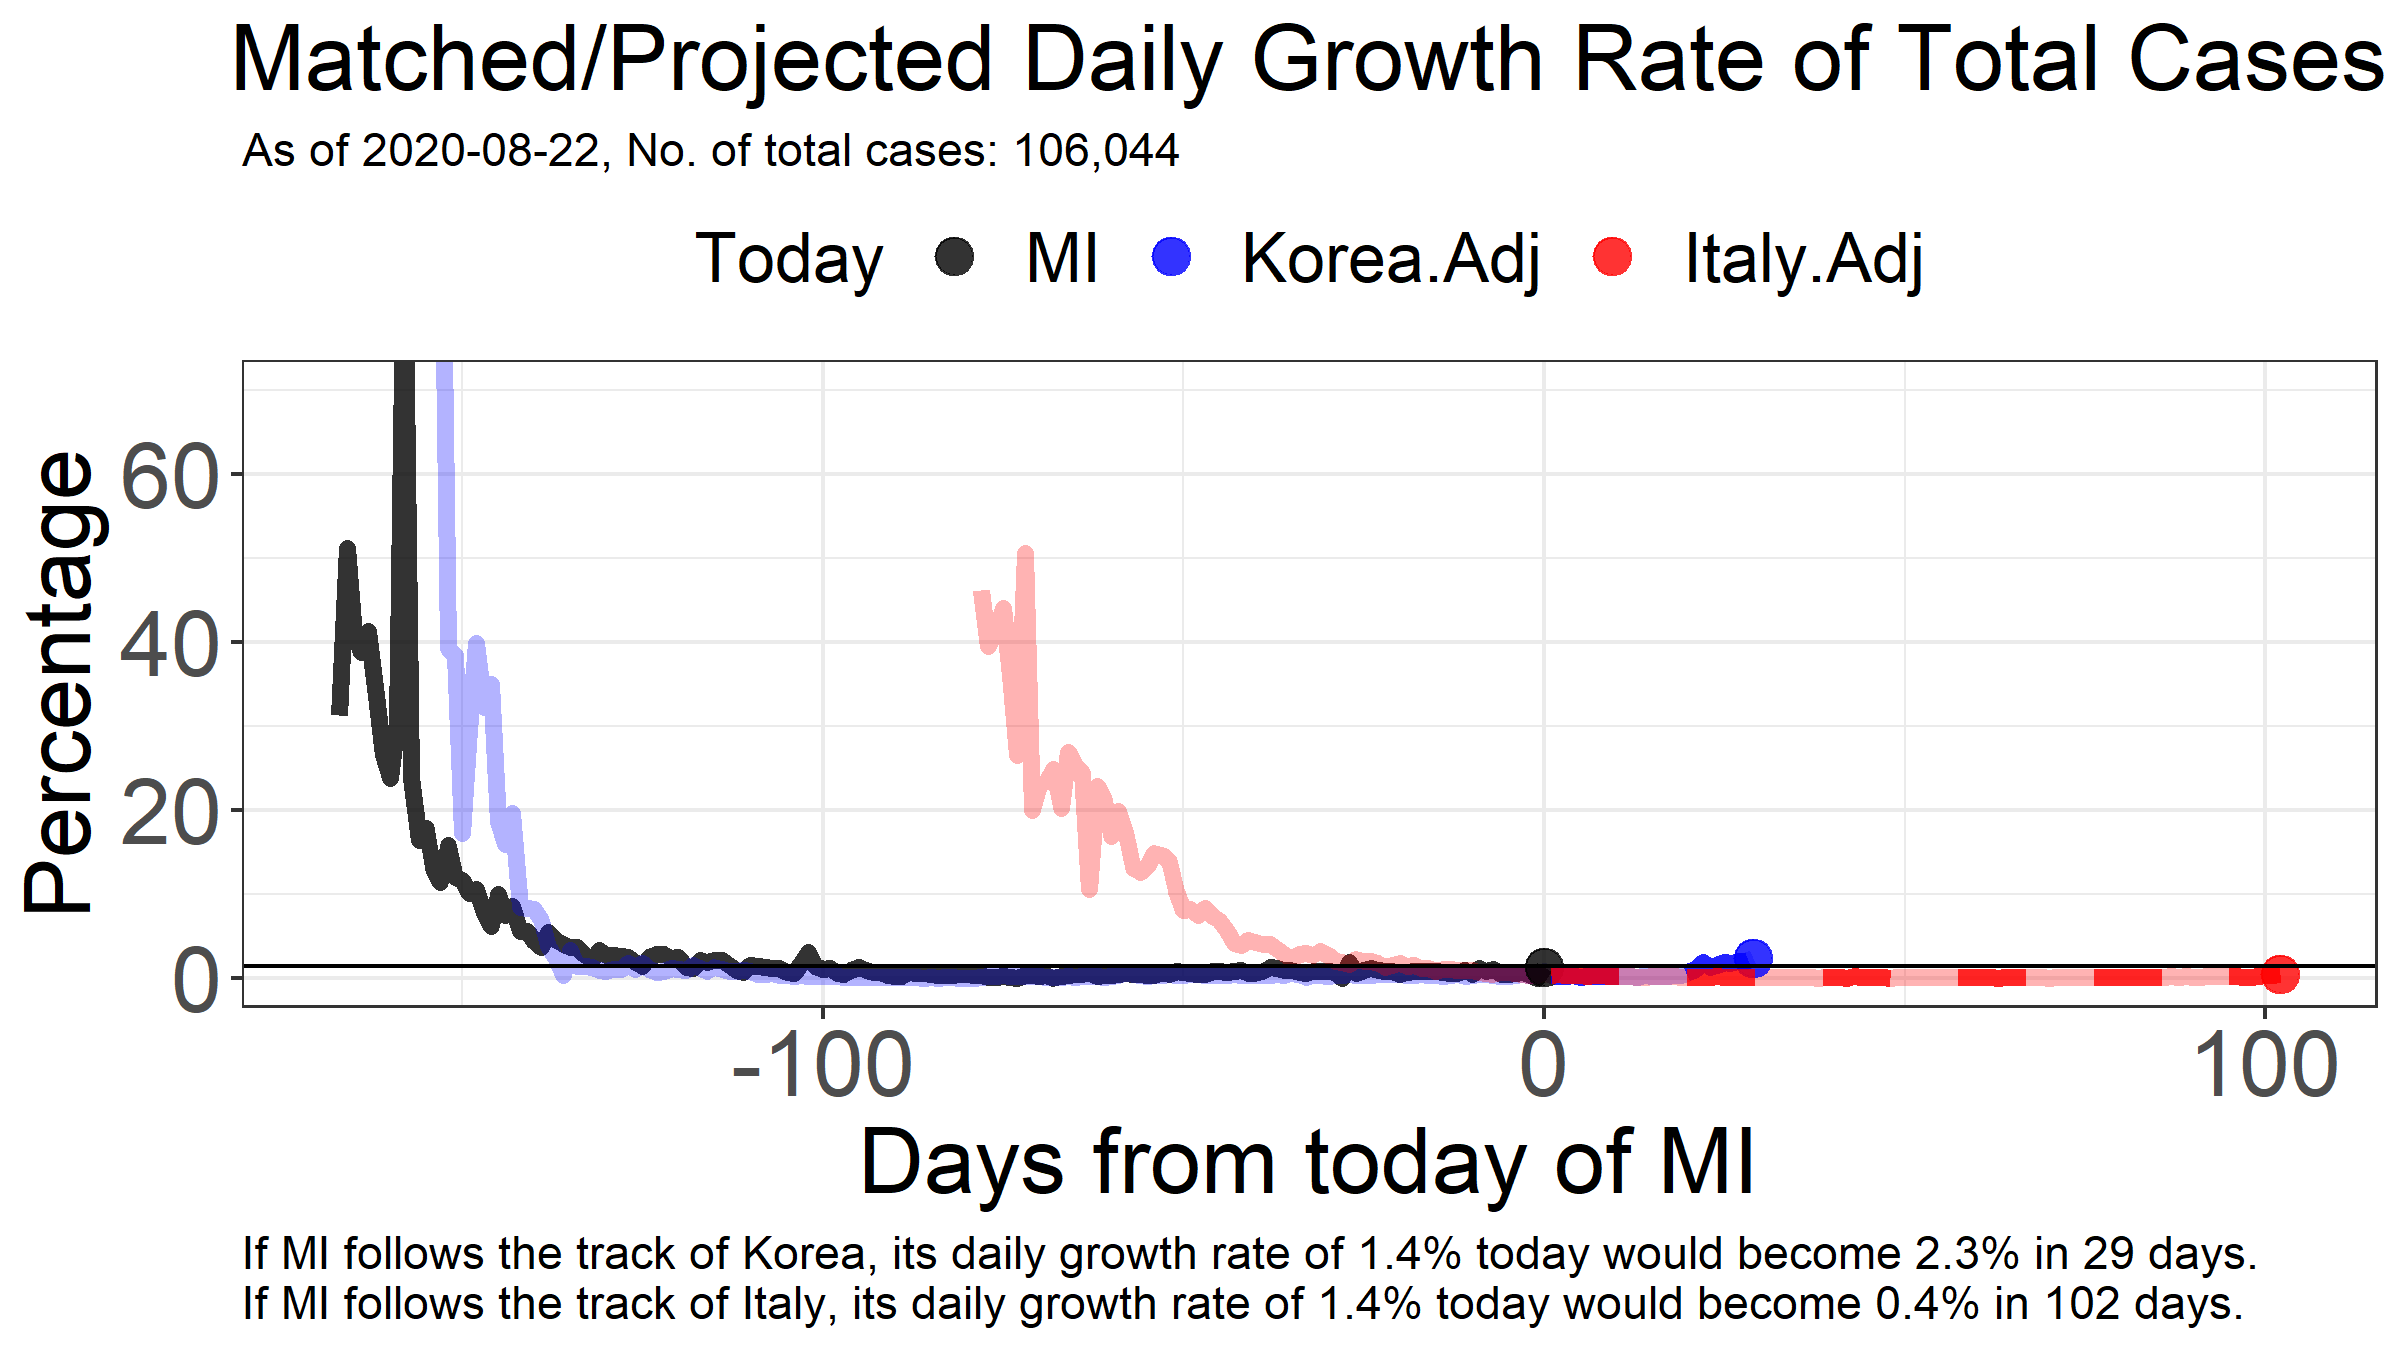 Matched/Projected Daily Growth Rate of Total Cases
As of 2020-08-22, No. of total cases: 106,044
Today MI Korea.Adj Italy.Adj
Percentage
60
40
20
0
-100 0 100
Days from today of MI
If MI follows the track of Korea, its daily growth rate of 1.4% today would become 2.3% in 29 days.
If MI follows the track of Italy, its daily growth rate of 1.4% today would become 0.4% in 102 days.